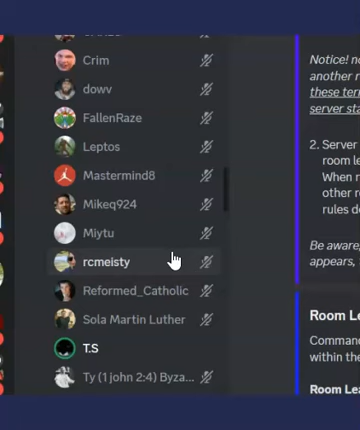 Crim
dowv
FallenRaze
Leptos
Mastermind8
Mikeq924
Miytu
rcmeisty
Reformed_Catholic
Sola Martin Luther
T.S
Ty (1 john 2:4) Byza...
Notice! no
another r
these term
server sta
2. Server
room le
When r
other r
rules d
Be aware,
appears,
Room Le
Comman
within the
Room Lea